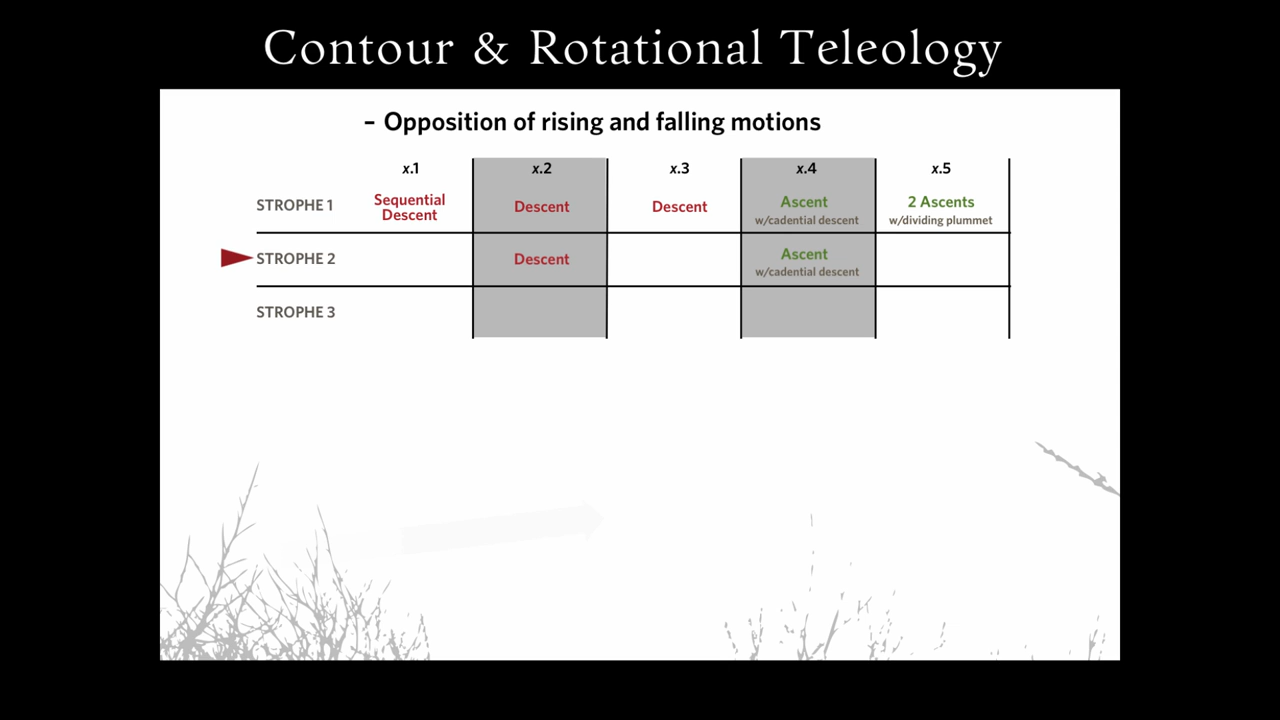 Contour & Rotational Teleology
– Opposition of rising and falling motions
x.1 x.2 x.3 x.4 x.5
STROPHE 1 Sequential Descent Descent Descent Ascent w/cadential descent 2 Ascents w/dividing plummet
STROPHE 2 Descent Ascent w/cadential descent
STROPHE 3